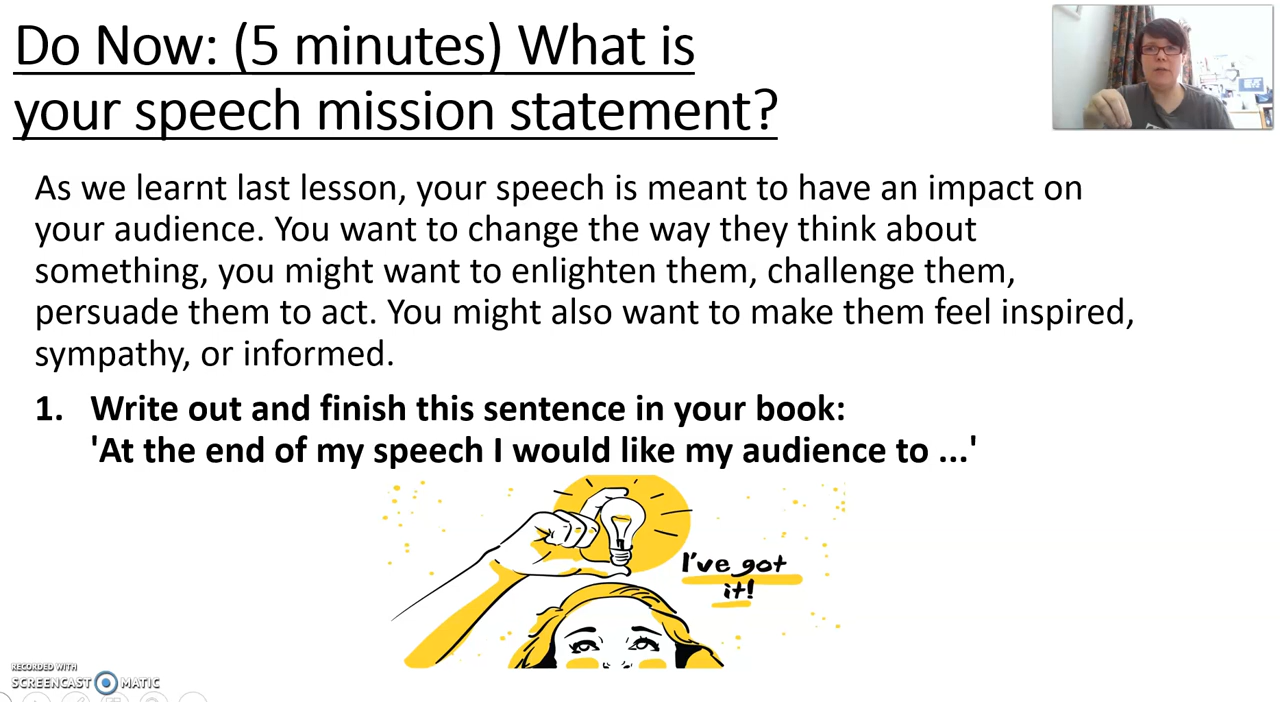 Do Now: (5 minutes) What is
your speech mission statement?
As we learnt last lesson, your speech is meant to have an impact on
your audience. You want to change the way they think about
something, you might want to enlighten them, challenge them,
persuade them to act. You might also want to make them feel inspired,
sympathy, or informed.
1. Write out and finish this sentence in your book:
'At the end of my speech I would like my audience to ...'
I've got
it!
RECORDED WITH
SCREENCAST MATIC